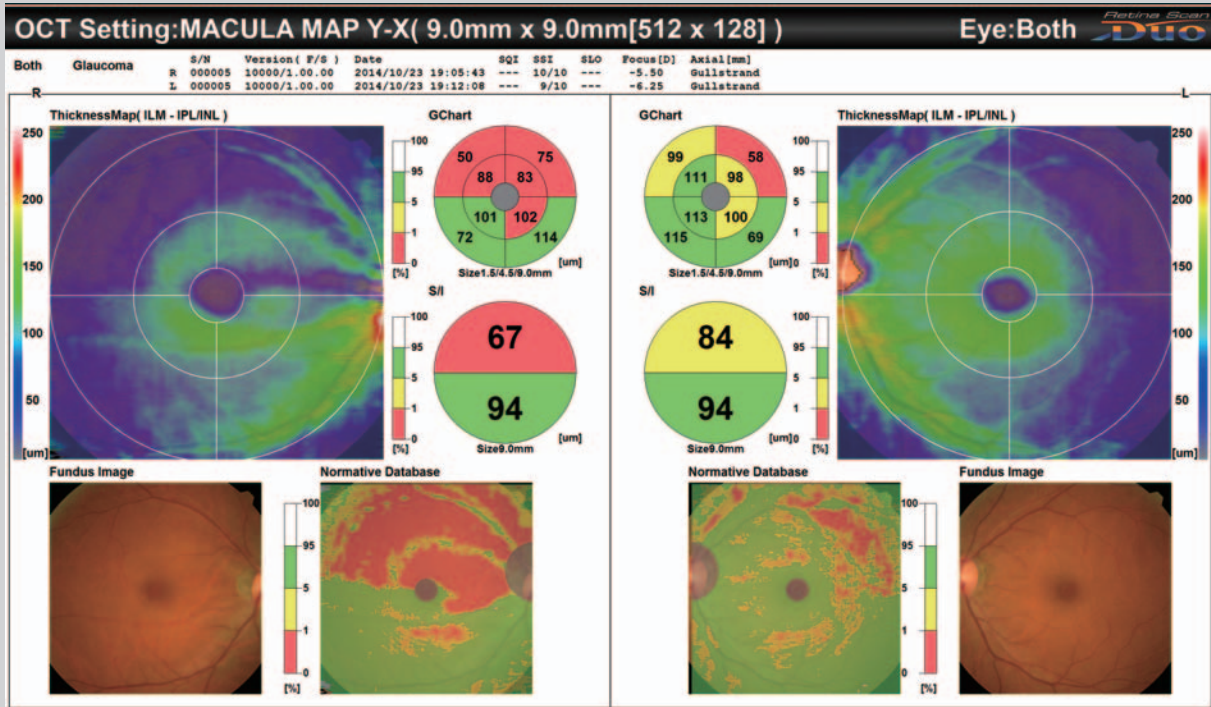 OCT Setting:MACULA MAP Y-X( 9.0mm x 9.0mm[512 x 128] ) Eye:Both Retina Scan Duo
Both Glaucoma S/N Version( F/S ) Date SQI SSI SLO Focus[D] Axial[mm]
R 000005 10000/1.00.00 2014/10/23 19:05:43 --- 10/10 --- -5.50 Gullstrand
L 000005 10000/1.00.00 2014/10/23 19:12:08 --- 9/10 --- -6.25 Gullstrand
R
ThicknessMap( ILM - IPL/INL )
250
200
150
100
50
[um]
GChart
100
95
5
1
0
[%]
50 75
88 83
101 102
72 114
[um]
Size1.5/4.5/9.0mm
S/I
100
95
5
1
0
[%]
67
94
[um]
Size9.0mm
Fundus Image
100
95
5
1
0
[%]
Normative Database
L
GChart
99 58
111 98
113 100
115 69
[um]
Size1.5/4.5/9.0mm
100
95
5
1
0
[%]
S/I
84
94
[um]
Size9.0mm
100
95
5
1
0
[%]
ThicknessMap( ILM - IPL/INL )
250
200
150
100
50
[um]
Normative Database
100
95
5
1
0
[%]
Fundus Image